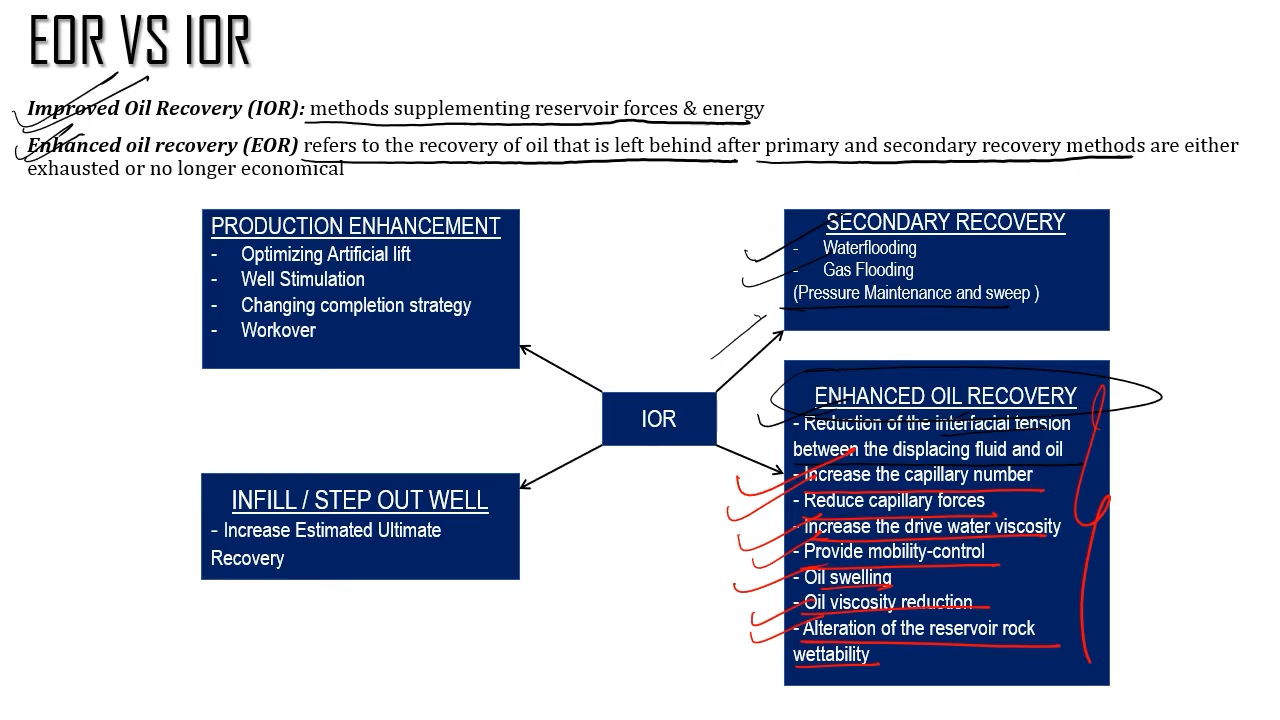 EOR VS IOR
Improved Oil Recovery (IOR): methods supplementing reservoir forces & energy
Enhanced oil recovery (EOR) refers to the recovery of oil that is left behind after primary and secondary recovery methods are either
exhausted or no longer economical
PRODUCTION ENHANCEMENT
- Optimizing Artificial lift
- Well Stimulation
- Changing completion strategy
- Workover
SECONDARY RECOVERY
- Waterflooding
- Gas Flooding
(Pressure Maintenance and sweep )
IOR
INFILL / STEP OUT WELL
- Increase Estimated Ultimate
Recovery
ENHANCED OIL RECOVERY
- Reduction of the interfacial tension
between the displacing fluid and oil
- Increase the capillary number
- Reduce capillary forces
- Increase the drive water viscosity
- Provide mobility-control
- Oil swelling
- Oil viscosity reduction
- Alteration of the reservoir rock
wettability